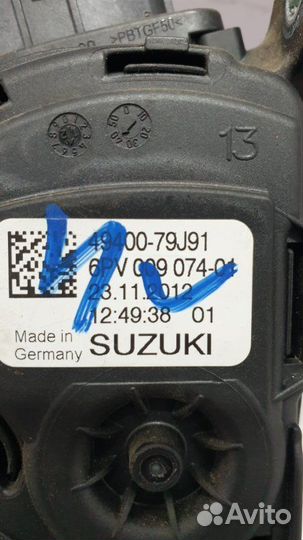 >PBTGF50<
13
49400-79J91
6PV 009 074-01
23.11.2012
12:49:38 01
Made in
Germany SUZUKI
Avito